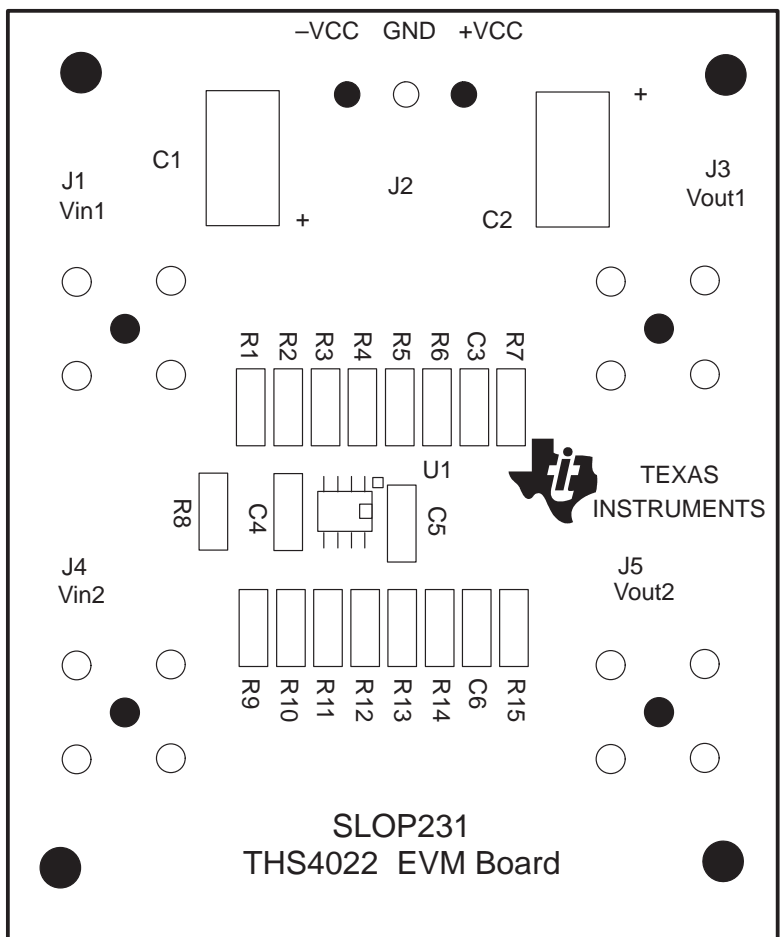 –VCC GND +VCC
+
C1
J1
Vin1
+
J2
C2
J3
Vout1
R1 R2 R3 R4 R5 R6 C3 R7
U1
R8
C4
C5
TEXAS
INSTRUMENTS
J4
Vin2
J5
Vout2
R9 R10 R11 R12 R13 R14 C6 R15
SLOP231
THS4022 EVM Board